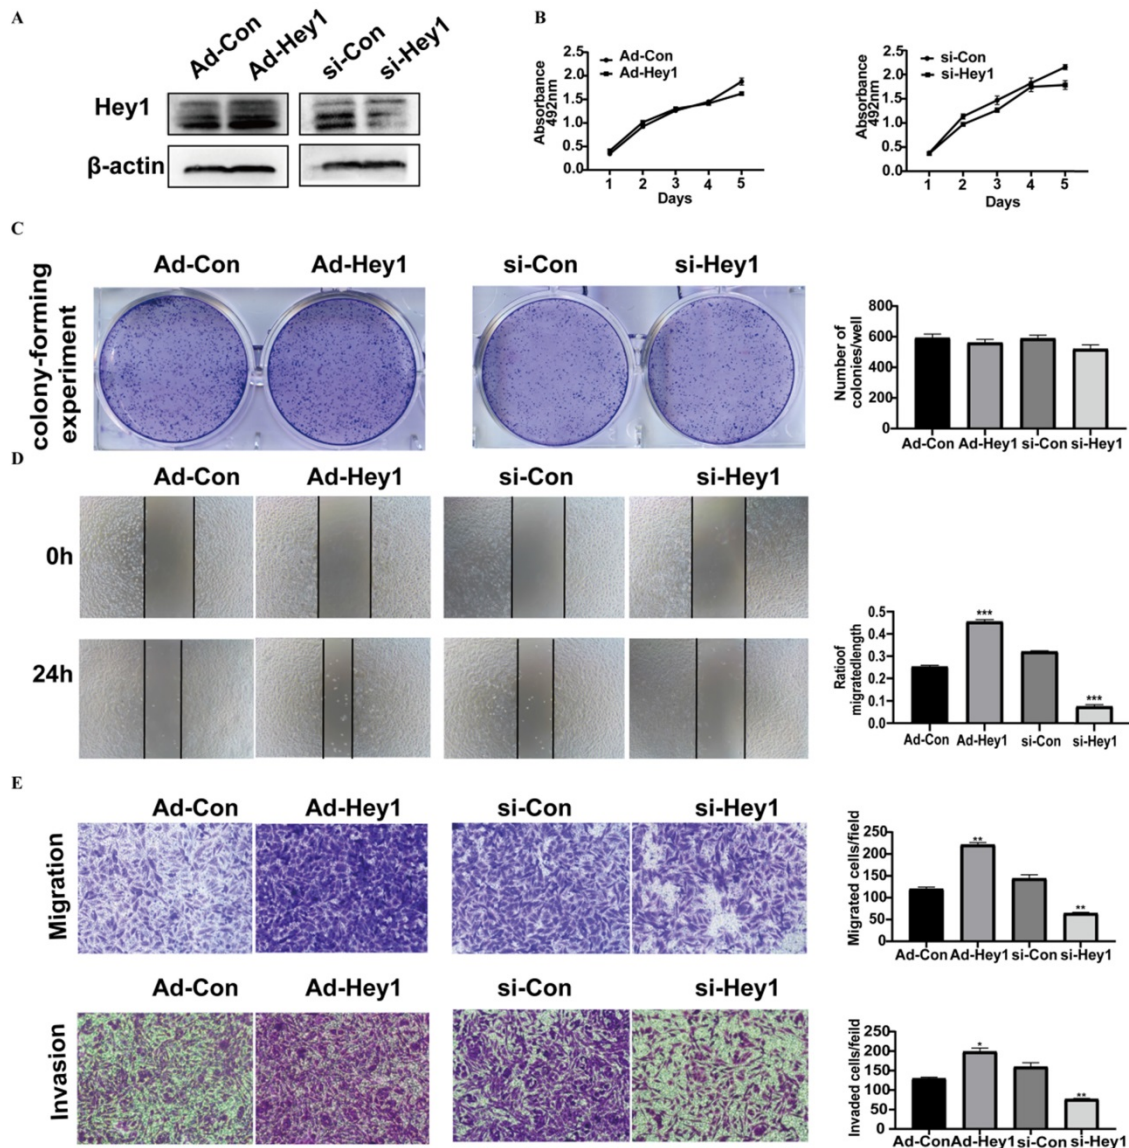 A
Ad-Con Ad-Hey1 si-Con si-Hey1
Hey1
β-actin
B
Ad-Con
Ad-Hey1
Absorbance
492nm
2.5
2.0
1.5
1.0
0.5
0.0
1 2 3 4 5
Days
si-Con
si-Hey1
Absorbance
492nm
2.5
2.0
1.5
1.0
0.5
0.0
1 2 3 4 5
Days
C
colony-forming
experiment
Ad-Con Ad-Hey1 si-Con si-Hey1
Number of
colonies/well
800
600
400
200
0
Ad-Con Ad-Hey1 si-Con si-Hey1
D
Ad-Con Ad-Hey1 si-Con si-Hey1
0h
24h
Ratioof
migratedlength
0.5
0.4
0.3
0.2
0.1
0.0
***
***
Ad-Con Ad-Hey1 si-Con si-Hey1
E
Ad-Con Ad-Hey1 si-Con si-Hey1
Migration
Migrated cells/field
250
200
150
100
50
0
**
**
Ad-Con Ad-Hey1 si-Con si-Hey1
Ad-Con Ad-Hey1 si-Con si-Hey1
Invasion
Invaded cells/feild
250
200
150
100
50
0
*
**
Ad-Con Ad-Hey1 si-Con si-Hey1